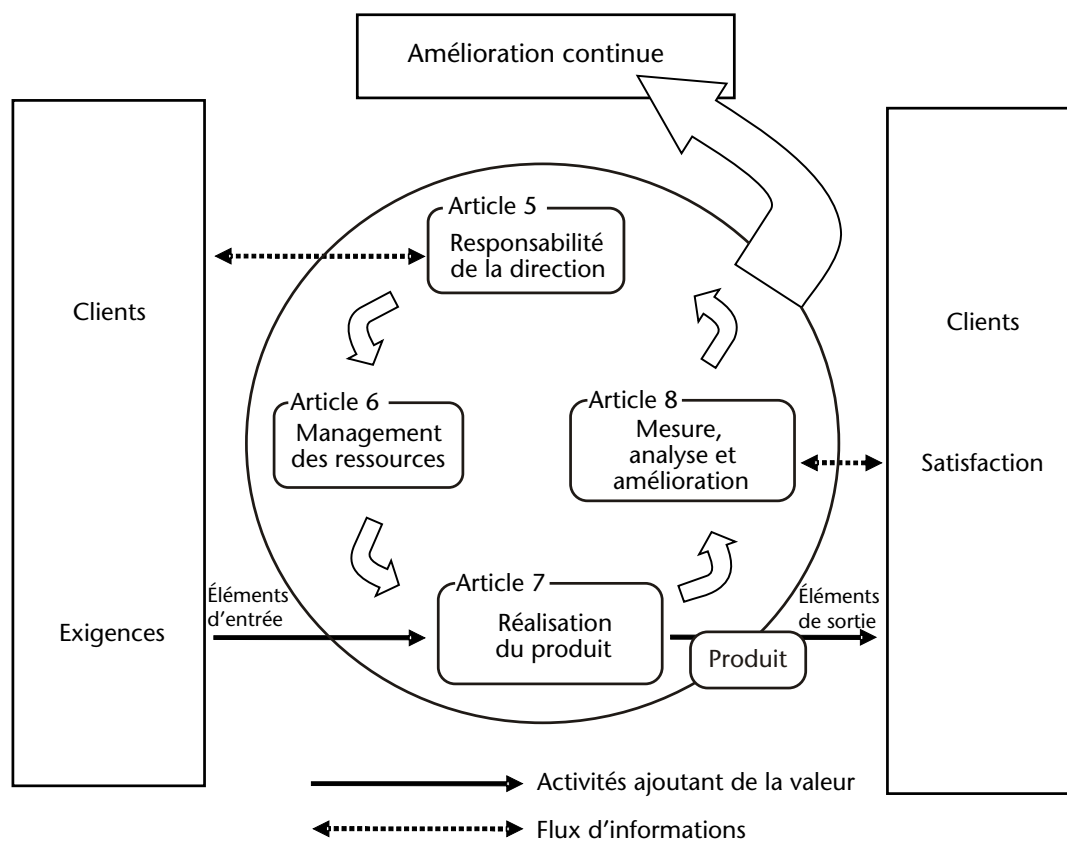 Amélioration continue
Article 5
Responsabilité
de la direction
Clients
Clients
Article 6
Management
des ressources
Article 8
Mesure,
analyse et
amélioration
Satisfaction
Exigences
Éléments
d’entrée
Article 7
Réalisation
du produit
Produit
Éléments
de sortie
Activités ajoutant de la valeur
Flux d’informations